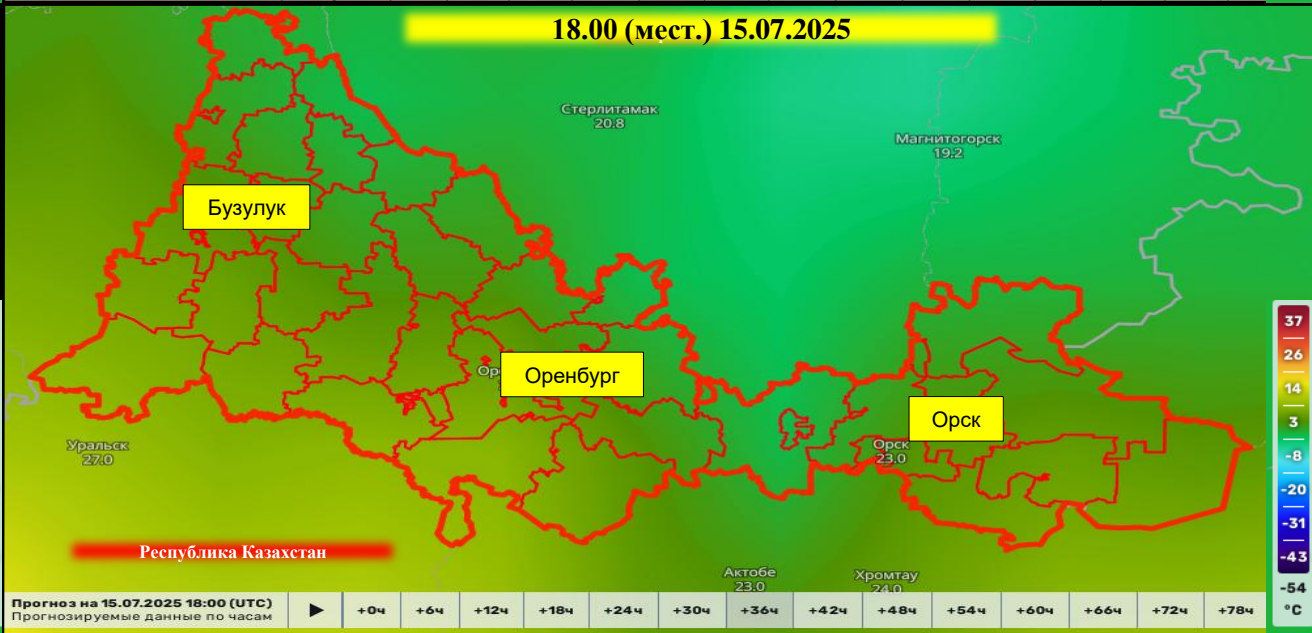 18.00 (мест.) 15.07.2025
Стерлитамак
20.8
Магнитогорск
19.2
Бузулук
Оренбург
Орск
Орск
23.0
Уральск
27.0
Республика Казахстан
Актобе
23.0
Хромтау
24.0
37
26
14
3
-8
-20
-31
-43
-54
°C
Прогноз на 15.07.2025 18:00 (UTC)
Прогнозируемые данные по часам
▶ +0ч +6ч +12ч +18ч +24ч +30ч +36ч +42ч +48ч +54ч +60ч +66ч +72ч +78ч